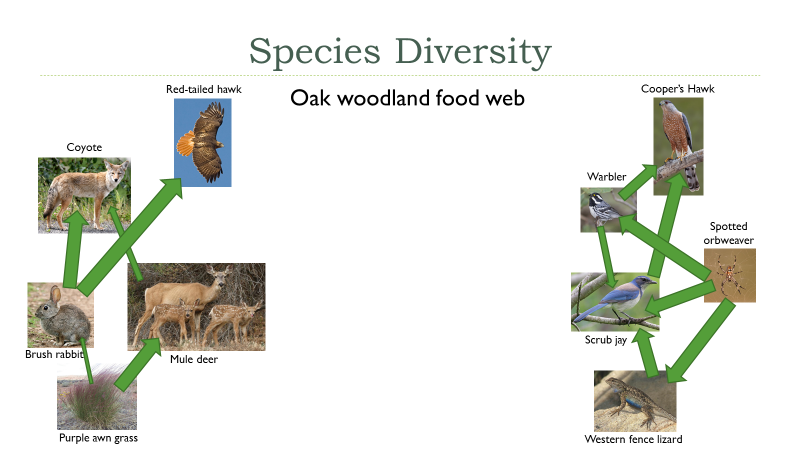 Species Diversity
Oak woodland food web
Red-tailed hawk
Coyote
Brush rabbit
Mule deer
Purple awn grass
Cooper's Hawk
Warbler
Spotted
orbweaver
Scrub jay
Western fence lizard